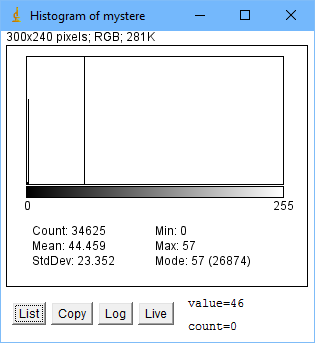 Histogram of mystere
300x240 pixels; RGB; 281K
0 255
Count: 34625 Min: 0
Mean: 44.459 Max: 57
StdDev: 23.352 Mode: 57 (26874)
List Copy Log Live value=46
count=0